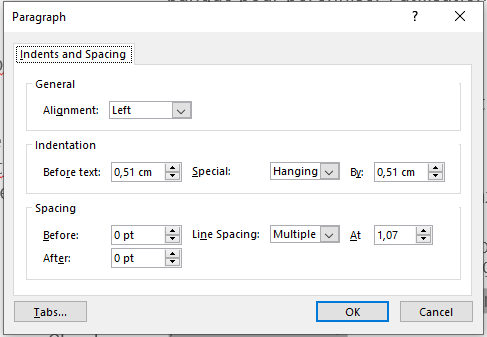 Paragraph
Indents and Spacing
General
Alignment: Left
Indentation
Before text: 0,51 cm Special: Hanging By: 0,51 cm
Spacing
Before: 0 pt Line Spacing: Multiple At 1,07
After: 0 pt
Tabs... OK Cancel